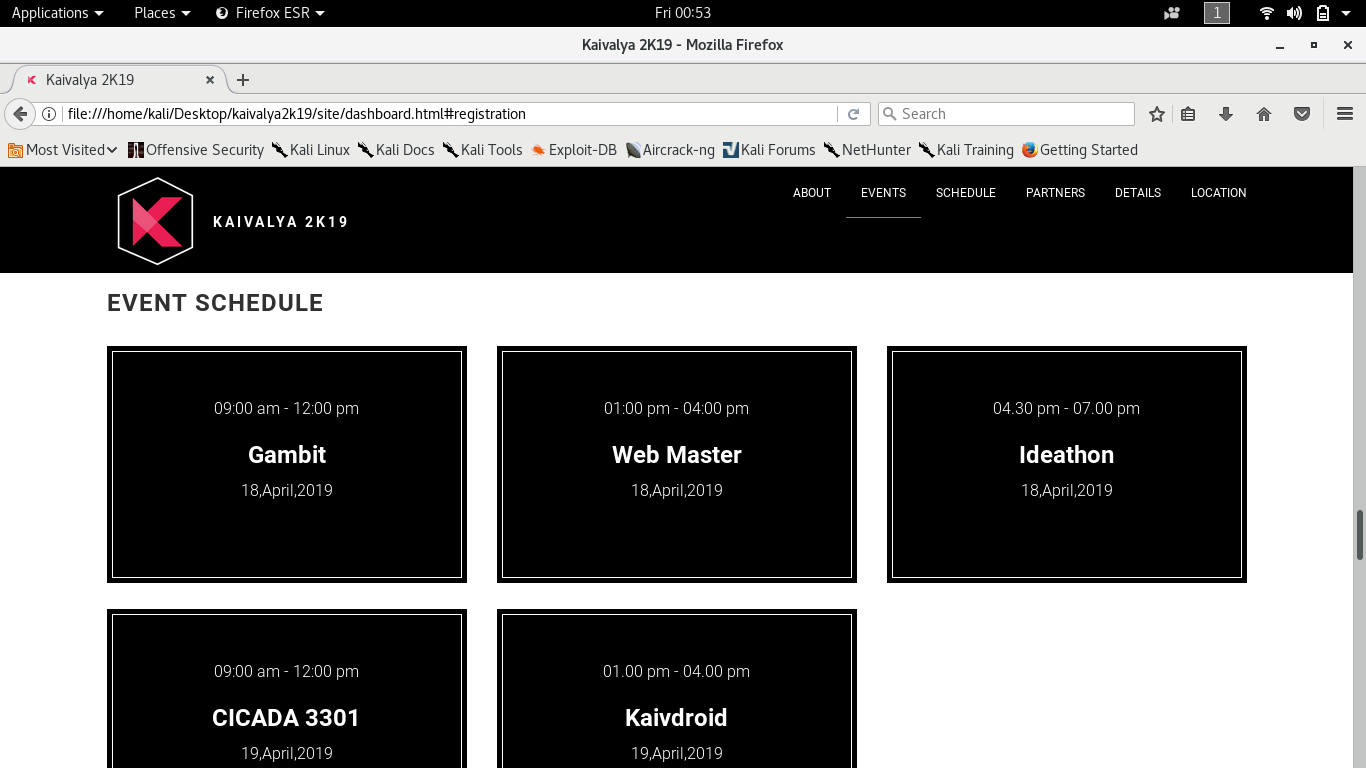 Applications Places Firefox ESR Fri 00:53 1
Kaivalya 2K19 - Mozilla Firefox
Kaivalya 2K19
file:///home/kali/Desktop/kaivalya2k19/site/dashboard.html#registration Search
Most Visited Offensive Security Kali Linux Kali Docs Kali Tools Exploit-DB Aircrack-ng Kali Forums NetHunter Kali Training Getting Started
ABOUT EVENTS SCHEDULE PARTNERS DETAILS LOCATION
KAIVALYA 2K19
EVENT SCHEDULE
09:00 am - 12:00 pm
Gambit
18,April,2019
01:00 pm - 04:00 pm
Web Master
18,April,2019
04.30 pm - 07.00 pm
Ideathon
18,April,2019
09:00 am - 12:00 pm
CICADA 3301
19,April,2019
01.00 pm - 04.00 pm
Kaivdroid
19,April,2019